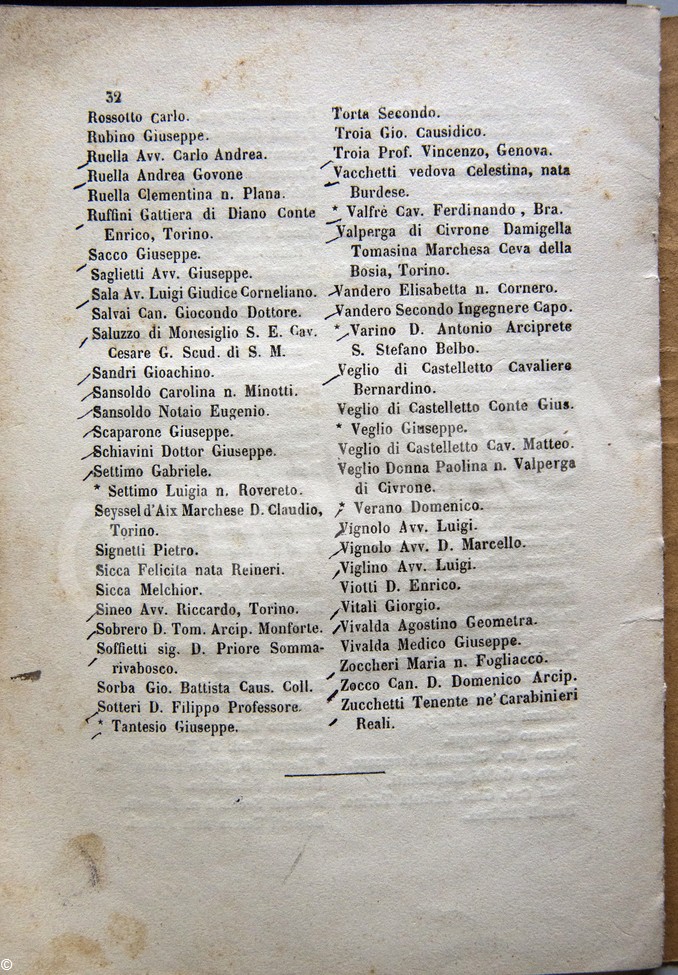 32
Rossotto Carlo.
Rubino Giuseppe.
Ruella Avv. Carlo Andrea.
Ruella Andrea Govone
Ruella Clementina n. Plana.
Ruffini Gattiera di Diano Conte
Enrico, Torino.
Sacco Giuseppe.
Saglietti Avv. Giuseppe.
Sala Av. Luigi Giudice Corneliano.
Salvai Can. Giocondo Dottore.
Saluzzo di Monesiglio S. E. Cav.
Cesare G. Scud. di S. M.
Sandri Gioachino.
Sansoldo Carolina n. Minotti.
Sansoldo Notaio Eugenio.
Scaparone Giuseppe.
Schiavini Dottor Giuseppe.
Settimo Gabriele.
* Settimo Luigia n. Rovereto.
Seyssel d'Aix Marchese D. Claudio,
Torino.
Signetti Pietro.
Sicca Felicita nata Reineri.
Sicca Melchior.
Sineo Avv. Riccardo, Torino.
Sobrero D. Tom. Arcip. Monforte.
Soffietti sig. D. Priore Somma-
rivabosco.
Sorba Gio. Battista Caus. Coll.
Sotteri D. Filippo Professore.
* Tantesio Giuseppe.
Torta Secondo.
Troia Gio. Causidico.
Troia Prof. Vincenzo, Genova.
Vacchetti vedova Celestina, nata
Burdese.
* Valfrè Cav. Ferdinando, Bra.
Valperga di Civrone Damigella
Tomasina Marchesa Ceva della
Bosia, Torino.
Vandero Elisabetta n. Cornero.
Vandero Secondo Ingegnere Capo.
* Varino D. Antonio Arciprete
S. Stefano Belbo.
Veglio di Castelletto Cavaliere
Bernardino.
Veglio di Castelletto Conte Gius.
* Veglio Giuseppe.
Veglio di Castelletto Cav. Matteo.
Veglio Donna Paolina n. Valperga
di Civrone.
* Verano Domenico.
Vignolo Avv. Luigi.
Vignolo Avv. D. Marcello.
Viglino Avv. Luigi.
Viotti D. Enrico.
Vitali Giorgio.
Vivalda Agostino Geometra.
Vivalda Medico Giuseppe.
Zoccheri Maria n. Fogliacco.
Zocco Can. D. Domenico Arcip.
Zucchetti Tenente ne' Carabinieri
Reali.
©